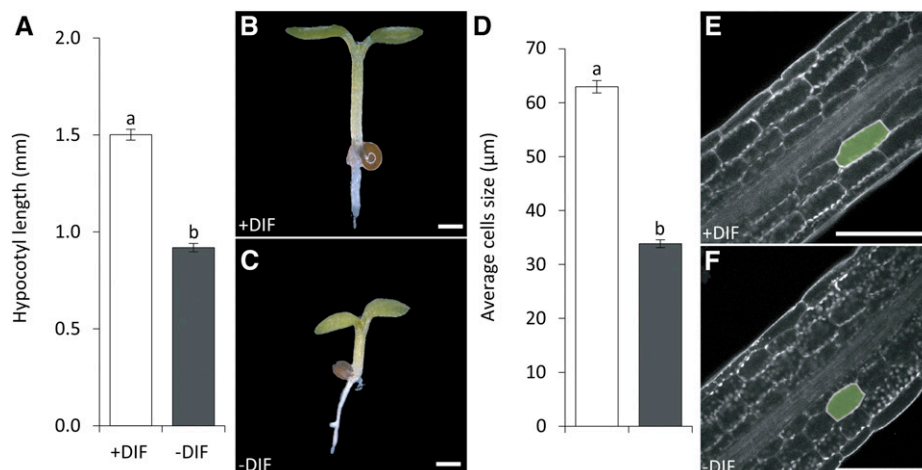 A
Hypocotyl length (mm)
2.0
1.5
1.0
0.5
0.0
a
b
+DIF
-DIF
B
+DIF
C
-DIF
D
Average cells size (µm)
70
60
50
40
30
20
10
0
a
b
E
+DIF
F
-DIF